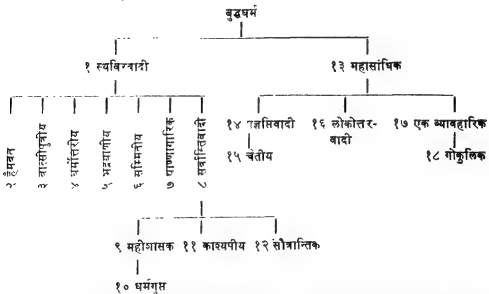 बुद्धधर्म
१ स्थविरवादी
१३ महासांघिक
२ हैमवत
३ वात्सीपुत्रीय
४ धर्मोत्तरीय
५ भद्रयाणीय
६ सम्मितीय
७ पाण्णागारिक
८ सर्वास्तिवादी
१४ प्रज्ञप्तिवादी
१६ लोकोत्तर-
वादी
१७ एक व्यावहारिक
१५ चेतीय
१८ गोकुलिक
९ महीशासक
११ काश्यपीय
१२ सौत्रान्तिक
१० धर्मगुप्त